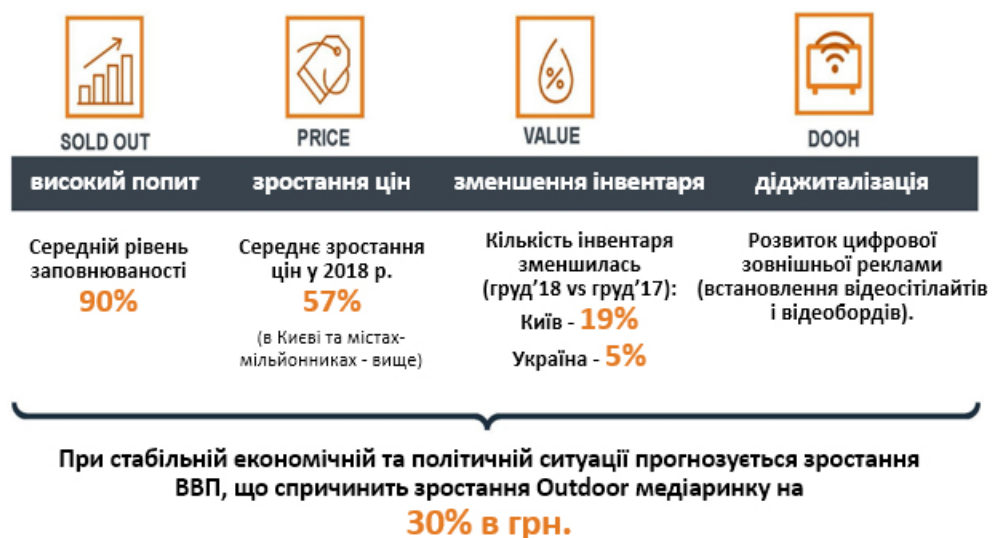 SOLD OUT
PRICE
%
VALUE
DOOH
високий попит
зростання цін
зменшення інвентаря
діджиталізація
Середній рівень
заповнюваності
90%
Середнє зростання
цін у 2018 р.
57%
(в Києві та містах-
мільйонниках - вище)
Кількість інвентаря
зменшилась
(груд’18 vs груд’17):
Київ - 19%
Україна - 5%
Розвиток цифрової
зовнішньої реклами
(встановлення відеосітілайтів
і відеобордів).
При стабільній економічній та політичній ситуації прогнозується зростання
ВВП, що спричинить зростання Outdoor медіаринку на
30% в грн.